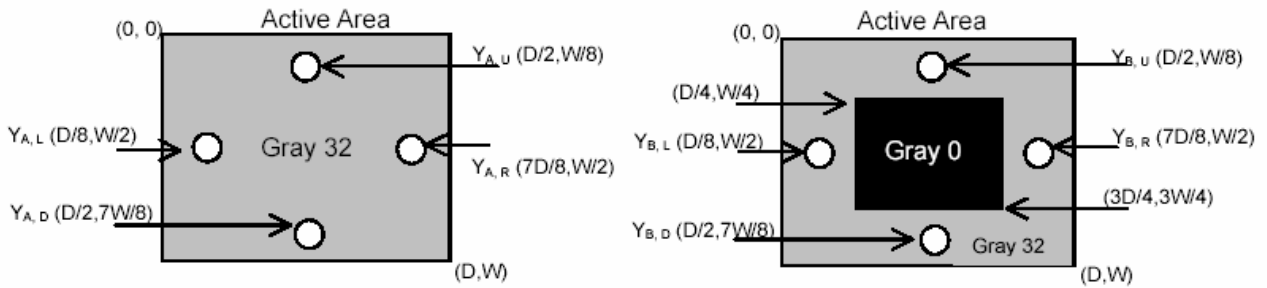 Active Area
(0, 0)
Y_A, U (D/2,W/8)
Y_A, L (D/8,W/2)
Gray 32
Y_A, R (7D/8,W/2)
Y_A, D (D/2,7W/8)
(D,W)
Active Area
(0, 0)
Y_B, U (D/2,W/8)
(D/4,W/4)
Y_B, L (D/8,W/2)
Gray 0
Y_B, R (7D/8,W/2)
(3D/4,3W/4)
Y_B, D (D/2,7W/8)
Gray 32
(D,W)